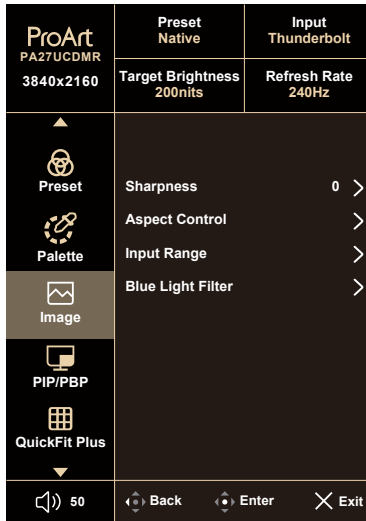 ProArt
PA27UCDMR
3840x2160
Preset
Native
Input
Thunderbolt
Target Brightness
200nits
Refresh Rate
240Hz
Preset
Palette
Image
PIP/PBP
QuickFit Plus
Sharpness 0
Aspect Control
Input Range
Blue Light Filter
50 Back Enter Exit